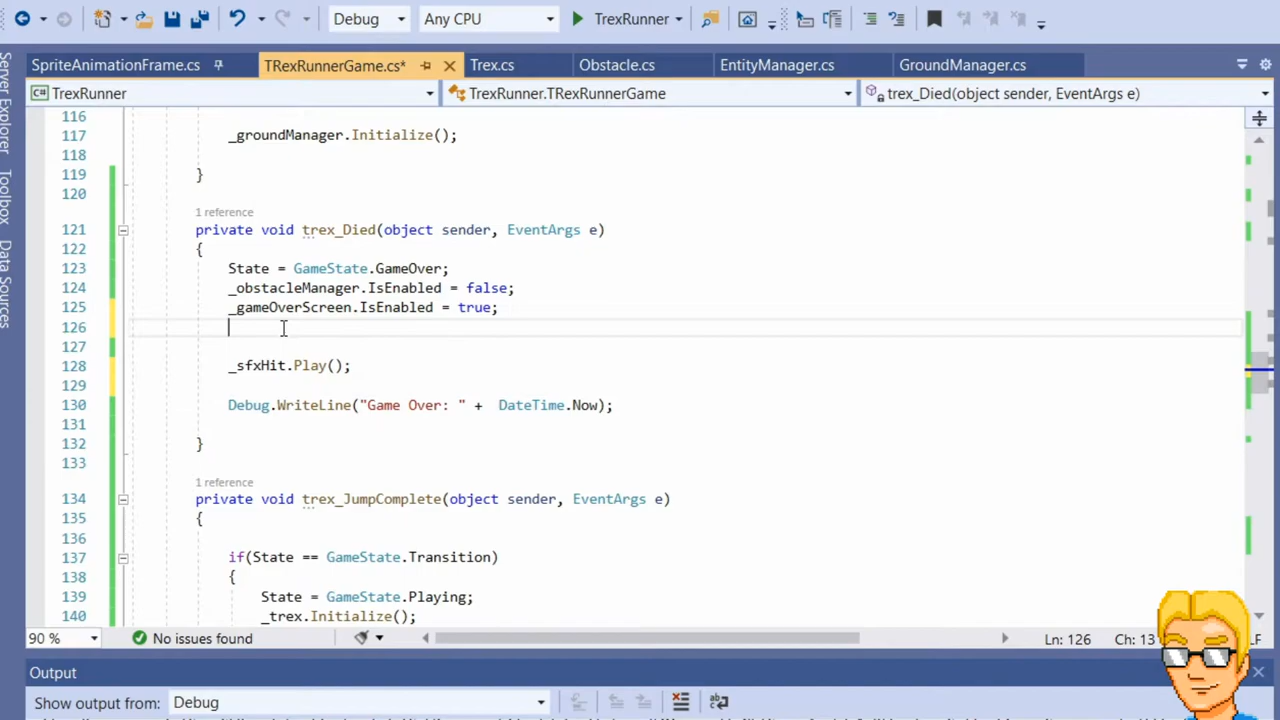 Debug Any CPU TrexRunner
SpriteAnimationFrame.cs TRexRunnerGame.cs* Trex.cs Obstacle.cs EntityManager.cs GroundManager.cs
TrexRunner TrexRunner.TRexRunnerGame trex_Died(object sender, EventArgs e)
Server Explorer
Toolbox
Data Sources
116
117 _groundManager.Initialize();
118
119 }
120
1 reference
121 private void trex_Died(object sender, EventArgs e)
122 {
123 State = GameState.GameOver;
124 _obstacleManager.IsEnabled = false;
125 _gameOverScreen.IsEnabled = true;
126
127
128 _sfxHit.Play();
129
130 Debug.WriteLine("Game Over: " +  DateTime.Now);
131
132 }
133
1 reference
134 private void trex_JumpComplete(object sender, EventArgs e)
135 {
136
137 if(State == GameState.Transition)
138 {
139 State = GameState.Playing;
140 _trex.Initialize();
90 % No issues found Ln: 126 Ch: 13
Output
Show output from: Debug